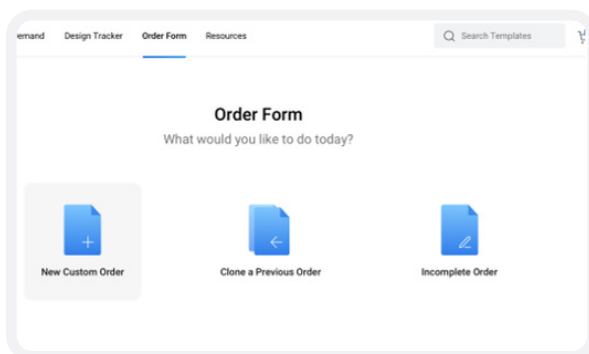 emand Design Tracker Order Form Resources Search Templates
Order Form
What would you like to do today?
New Custom Order Clone a Previous Order Incomplete Order